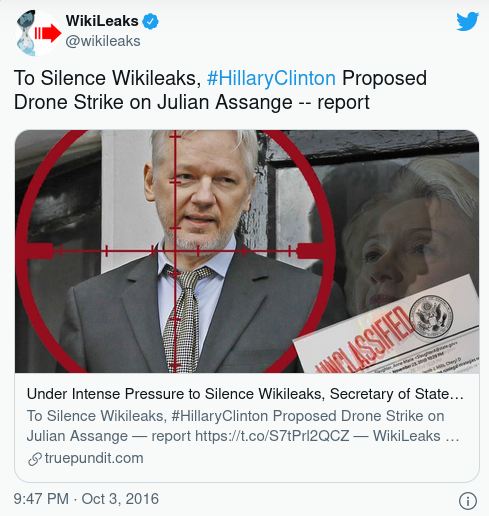 WikiLeaks
@wikileaks
To Silence Wikileaks, #HillaryClinton Proposed
Drone Strike on Julian Assange -- report
UNCLASSIFIED
Under Intense Pressure to Silence Wikileaks, Secretary of State…
To Silence Wikileaks, #HillaryClinton Proposed Drone Strike on
Julian Assange — report https://t.co/S7tPrl2QCZ — WikiLeaks …
truepundit.com
9:47 PM · Oct 3, 2016